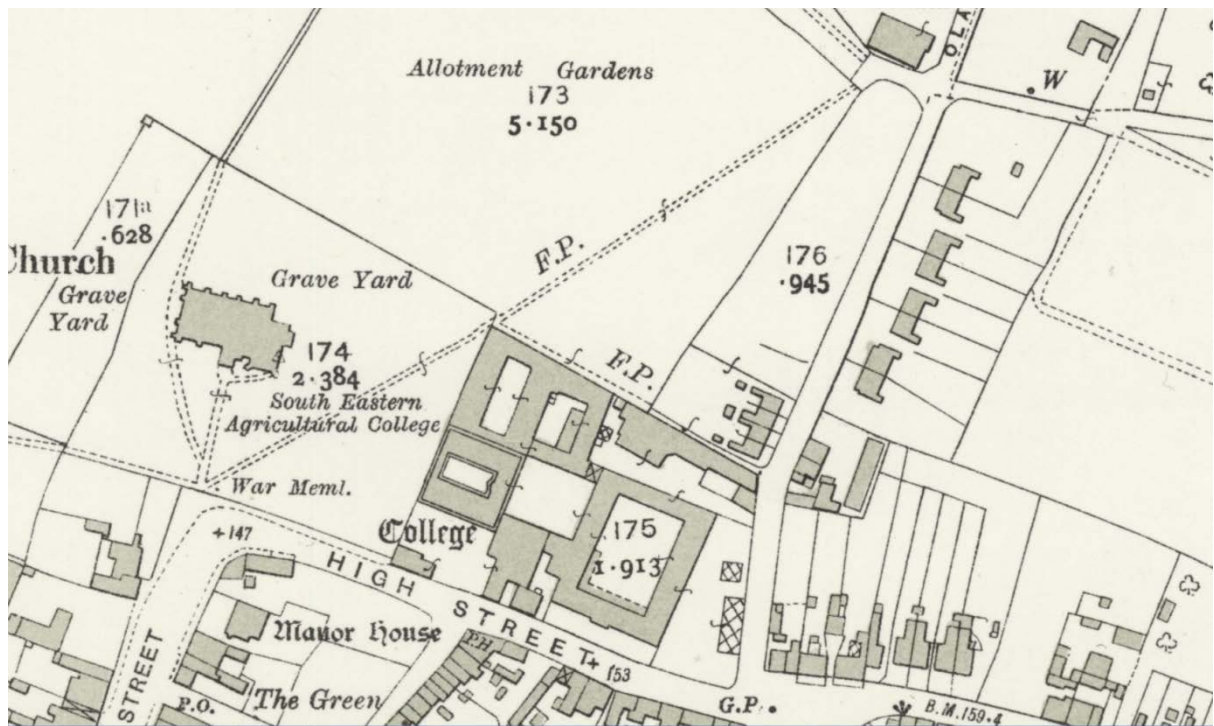 Allotment Gardens
173
5.150
OLA
W
171a
.628
Church
Grave
Yard
Grave Yard
F.P.
176
.945
174
2.384
South Eastern
Agricultural College
F.P.
War Meml.
College
175
1.913
+147
HIGH STREET
Manor House
P.H.
+ 153
STREET
P.O.
The Green
G.P.
B.M.159.4